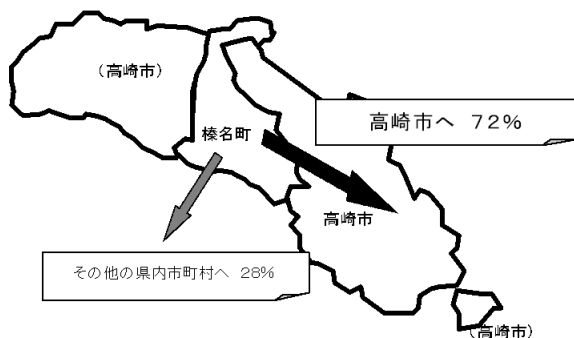 (高崎市)
高崎市へ 72%
榛名町
高崎市
その他の県内市町村へ 28%
(高崎市)